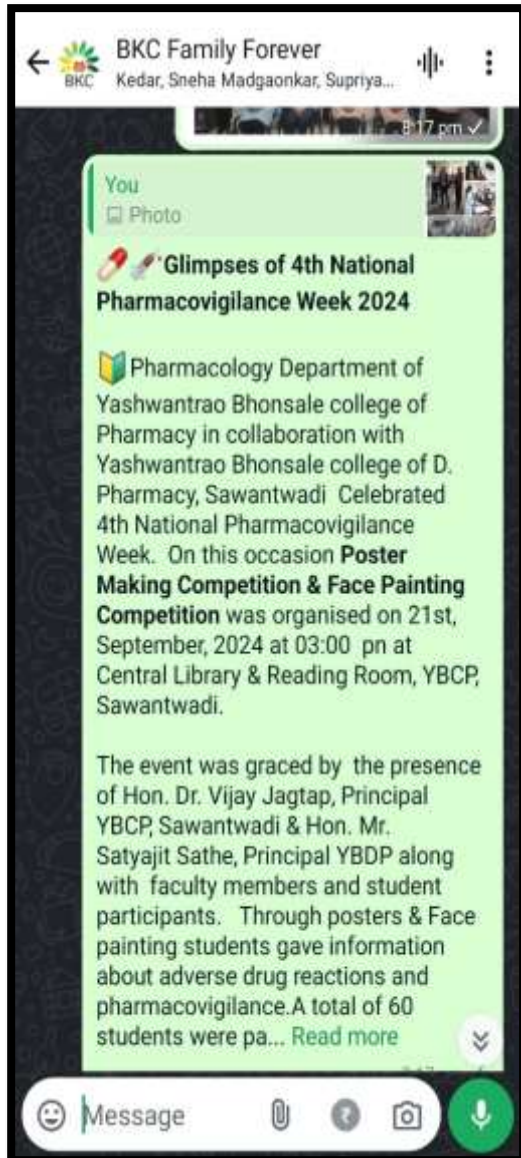 BKC Family Forever
BKC
Kedar, Sneha Madgaonkar, Supriya...
8:17 pm
You
Photo
Glimpses of 4th National
Pharmacovigilance Week 2024
Pharmacology Department of
Yashwantrao Bhonsale college of
Pharmacy in collaboration with
Yashwantrao Bhonsale college of D.
Pharmacy, Sawantwadi Celebrated
4th National Pharmacovigilance
Week. On this occasion Poster
Making Competition & Face Painting
Competition was organised on 21st,
September, 2024 at 03:00 pn at
Central Library & Reading Room, YBCP,
Sawantwadi.
The event was graced by the presence
of Hon. Dr. Vijay Jagtap, Principal
YBCP, Sawantwadi & Hon. Mr.
Satyajit Sathe, Principal YBDP along
with faculty members and student
participants. Through posters & Face
painting students gave information
about adverse drug reactions and
pharmacovigilance.A total of 60
students were pa... Read more
Message
₹